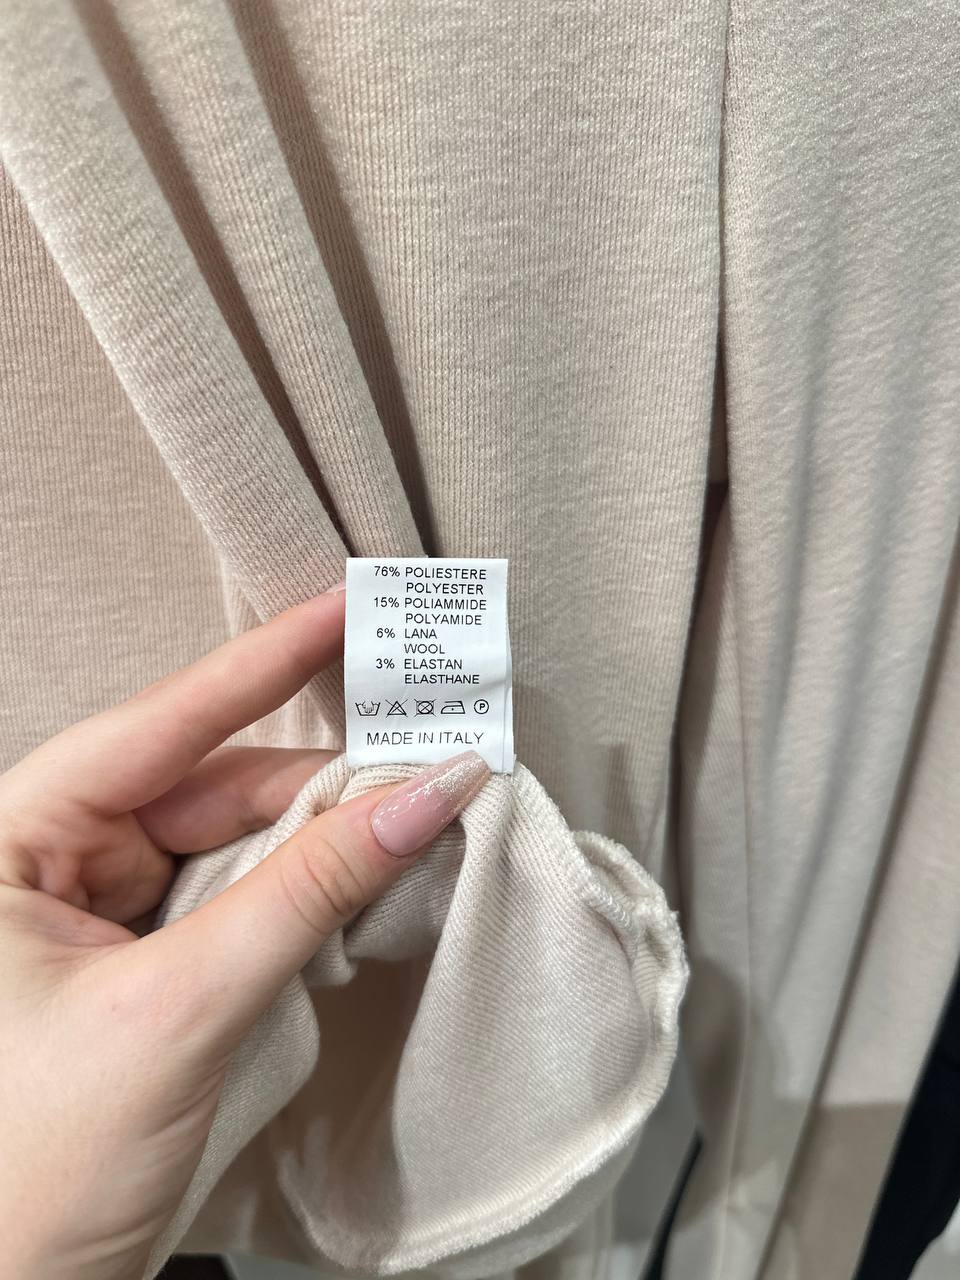 76% POLIESTERE
POLYESTER
15% POLIAMMIDE
POLYAMIDE
6% LANA
WOOL
3% ELASTAN
ELASTHANE
P
MADE IN ITALY